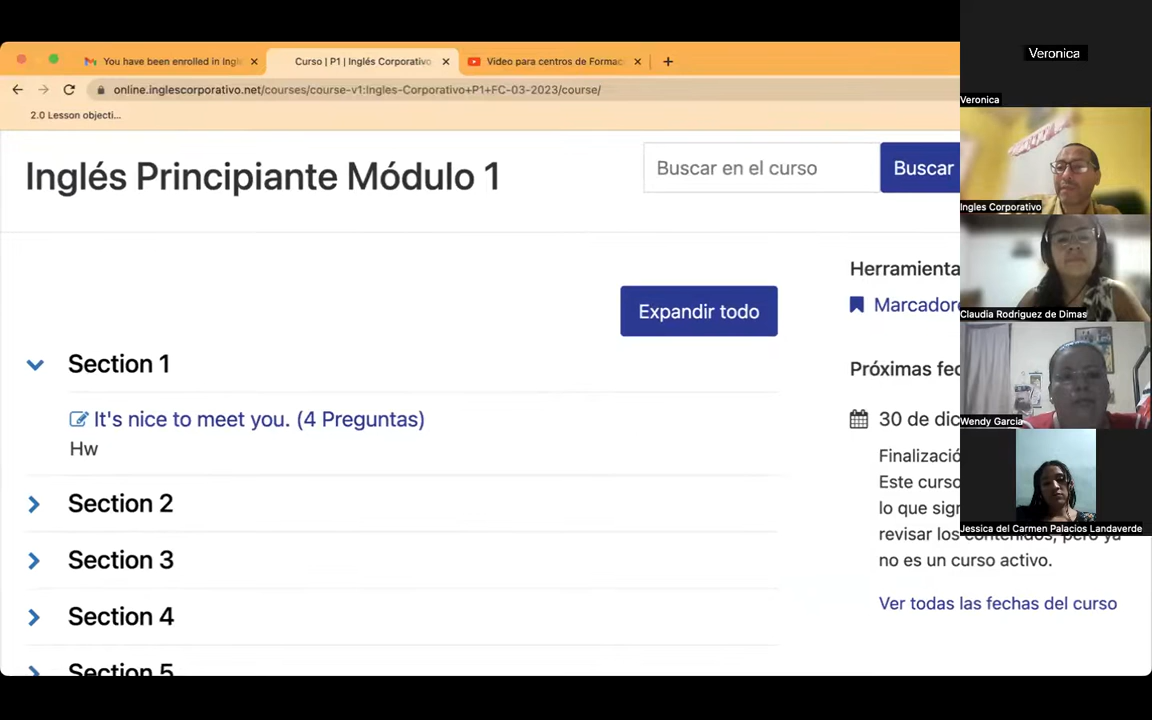 You have been enrolled in Ingl
Curso | P1 | Inglés Corporativo
Video para centros de Formac
online.inglescorporativo.net/courses/course-v1:Ingles-Corporativo+P1+FC-03-2023/course/
2.0 Lesson objecti...
Inglés Principiante Módulo 1
Buscar en el curso
Buscar
Expandir todo
Section 1
It's nice to meet you. (4 Preguntas)
Hw
Section 2
Section 3
Section 4
Section 5
Herramienta
Marcador
Próximas fec
30 de dic
Finalizació
Este curso
lo que sign
revisar los contenidos, pero ya
no es un curso activo.
Ver todas las fechas del curso
Veronica
Veronica
Ingles Corporativo
Claudia Rodriguez de Dimas
Wendy Garcia
Jessica del Carmen Palacios Landaverde